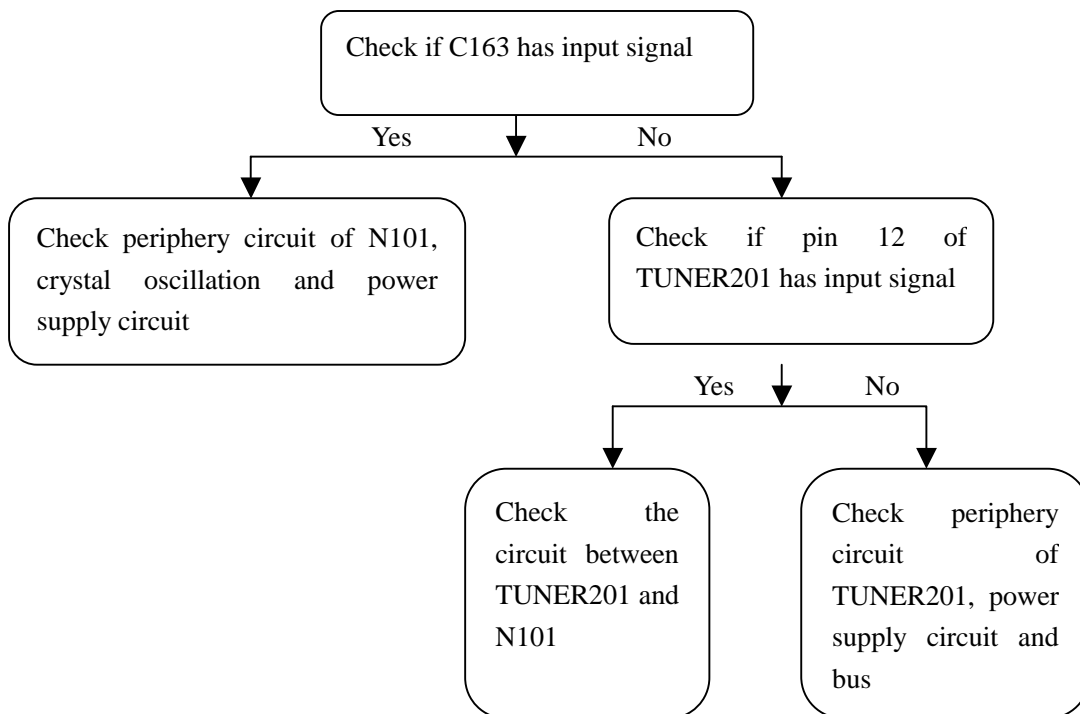 Check if C163 has input signal
Yes
No
Check periphery circuit of N101,
crystal oscillation and power
supply circuit
Check if pin 12 of
TUNER201 has input signal
Yes
No
Check the
circuit between
TUNER201 and
N101
Check periphery
circuit of
TUNER201, power
supply circuit and
bus